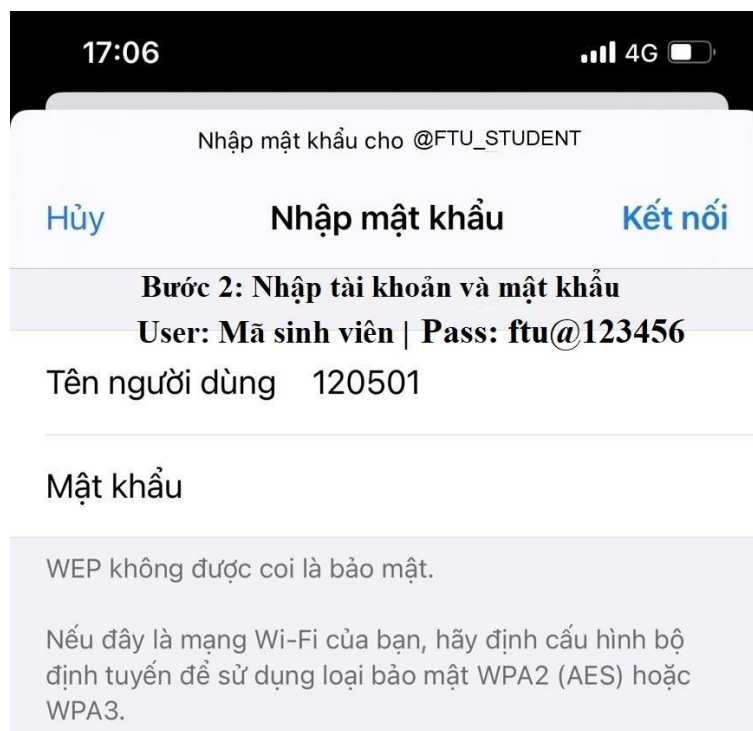 17:06 4G
Nhập mật khẩu cho @FTU_STUDENT
Hủy Nhập mật khẩu Kết nối
Bước 2: Nhập tài khoản và mật khẩu
User: Mã sinh viên | Pass: ftu@123456
Tên người dùng 120501
Mật khẩu
WEP không được coi là bảo mật.
Nếu đây là mạng Wi-Fi của bạn, hãy định cấu hình bộ
định tuyến để sử dụng loại bảo mật WPA2 (AES) hoặc
WPA3.